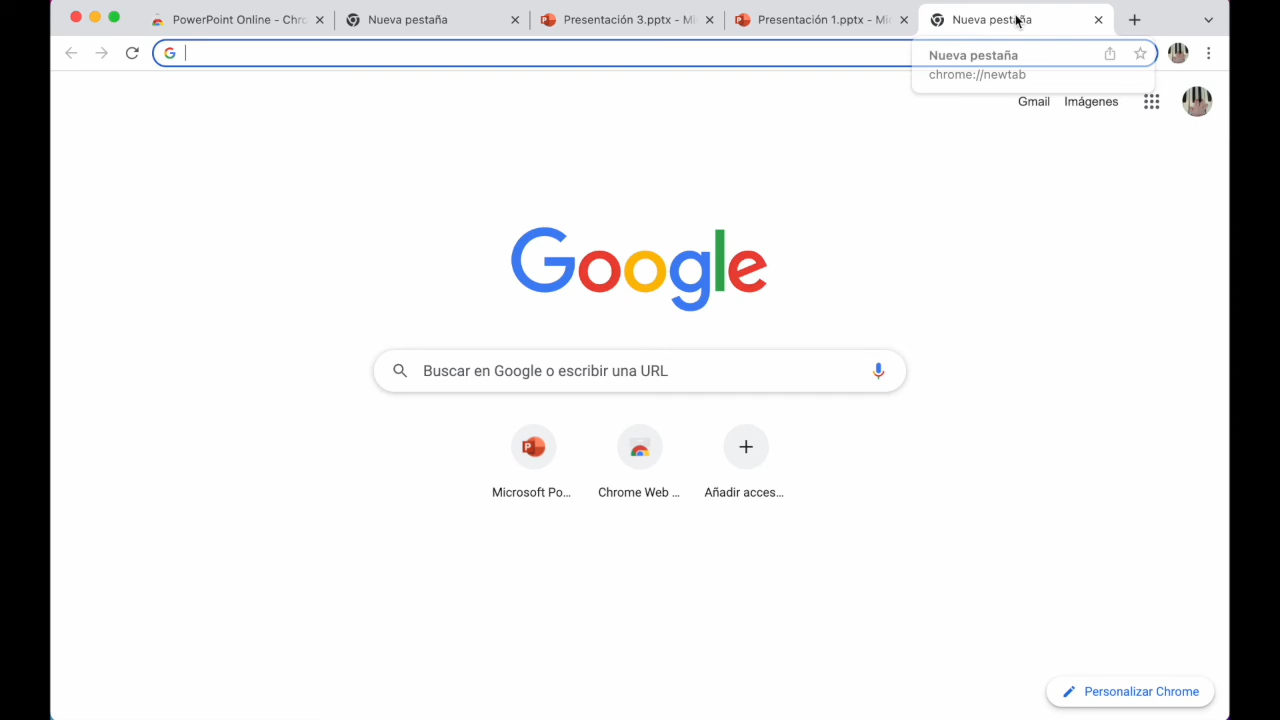 PowerPoint Online - Chro
Nueva pestaña
Presentación 3.pptx - Mi
Presentación 1.pptx - Mic
Nueva pestaña
Nueva pestaña
chrome://newtab
Gmail
Imágenes
Google
Buscar en Google o escribir una URL
Microsoft Po...
Chrome Web ...
Añadir acces...
Personalizar Chrome